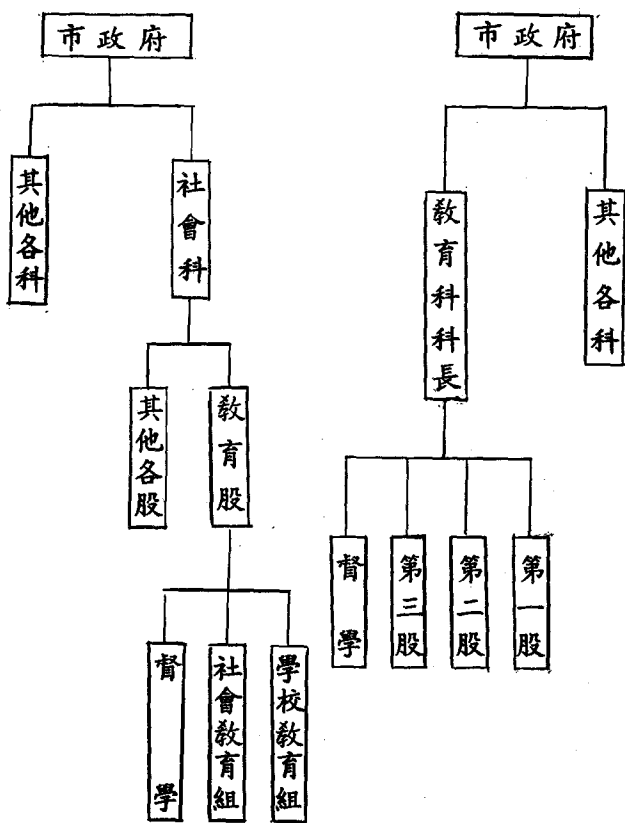 市政府
其他各科
教育科科長
第一股
第二股
第三股
督學
市政府
社會科
其他各科
教育股
其他各股
學校教育組
社會教育組
督學